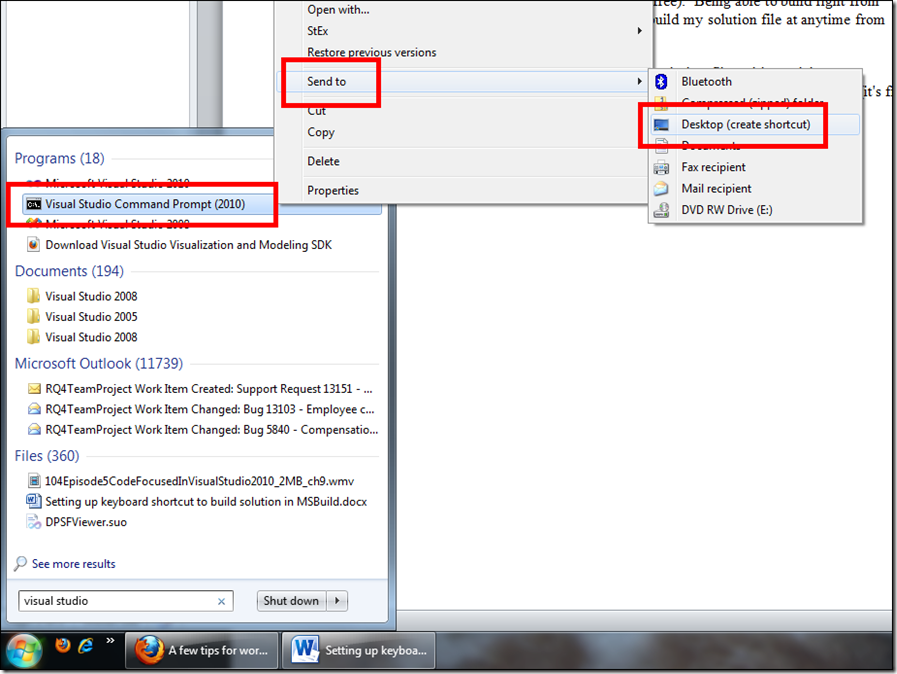 free). Being able to build right from
build my solution file at anytime from
it's fi
Open with...
StEx
Restore previous versions
Send to
Cut
Copy
Delete
Properties
Bluetooth
Compressed (zipped) folder
Desktop (create shortcut)
Documents
Fax recipient
Mail recipient
DVD RW Drive (E:)
Programs (18)
Microsoft Visual Studio 2010
Visual Studio Command Prompt (2010)
Microsoft Visual Studio 2008
Download Visual Studio Visualization and Modeling SDK
Documents (194)
Visual Studio 2008
Visual Studio 2005
Visual Studio 2008
Microsoft Outlook (11739)
RQ4TeamProject Work Item Created: Support Request 13151 - ...
RQ4TeamProject Work Item Changed: Bug 13103 - Employee c...
RQ4TeamProject Work Item Changed: Bug 5840 - Compensatio...
Files (360)
104Episode5CodeFocusedInVisualStudio2010_2MB_ch9.wmv
Setting up keyboard shortcut to build solution in MSBuild.docx
DPSFViewer.suo
See more results
visual studio
Shut down
A few tips for wor...
Setting up keyboa...